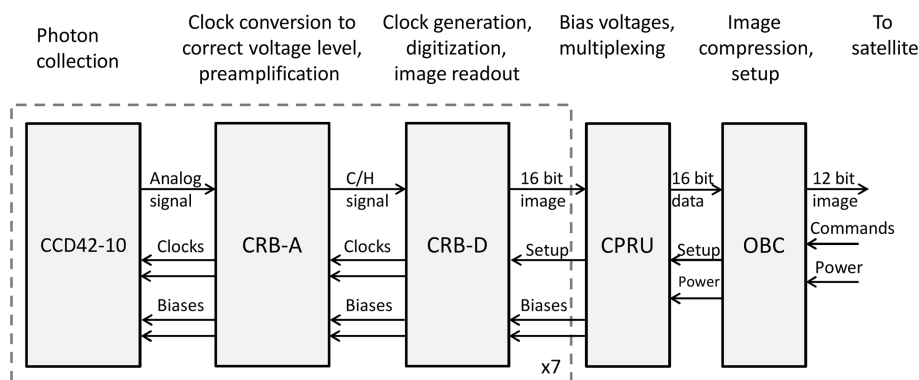 Photon
collection
Clock conversion to
correct voltage level,
preamplification
Clock generation,
digitization,
image readout
Bias voltages,
multiplexing
Image
compression,
setup
To
satellite
CCD42-10
Analog
signal
Clocks
Biases
CRB-A
C/H
signal
Clocks
Biases
CRB-D
16 bit
image
Setup
Biases
x7
CPRU
16 bit
data
Setup
Power
OBC
12 bit
image
Commands
Power